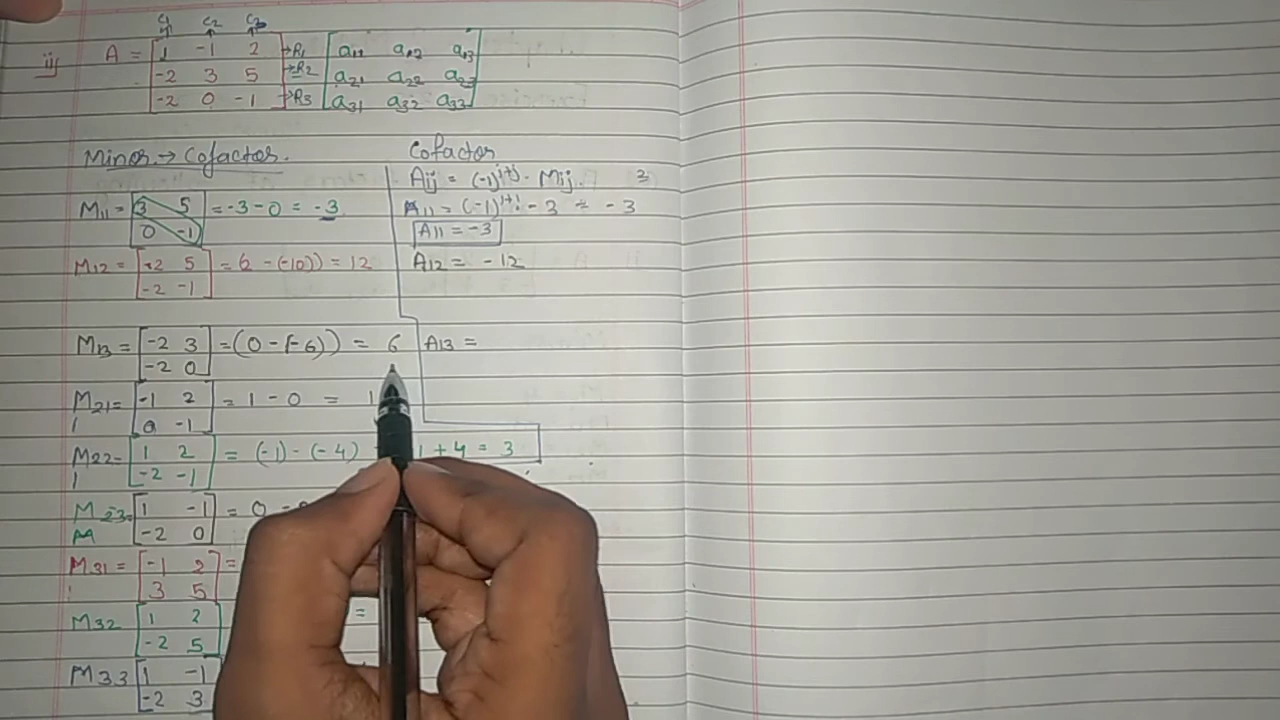 C1 C2 C3
ii) A = [1 -1 2 →R1 [a11 a12 a13
-2 3 5 →R2 a21 a22 a23
-2 0 -1] →R3 a31 a32 a33]
Minor → Cofactor.
Cofactor
Aij = (-1)^i+j · Mij. 3
M11 = [3 5 = -3-0 = -3
0 -1]
A11 = (-1)^1+1 · -3 = -3
A11 = -3
M12 = [-2 5 = (2 - (-10)) = 12
-2 -1]
A12 = -12
M13 = [-2 3 = (0 - (-6)) = 6
-2 0]
A13 =
M21 = [-1 2 = 1 - 0 = 1
0 -1]
M22 = [1 2 = (-1) - (-4) 1 + 4 = 3
-2 -1]
M23 = [1 -1 = 0 -
-2 0]
M31 = [-1 2 =
3 5]
M32 [1 2 =
-2 5]
M33 [1 -1
-2 3